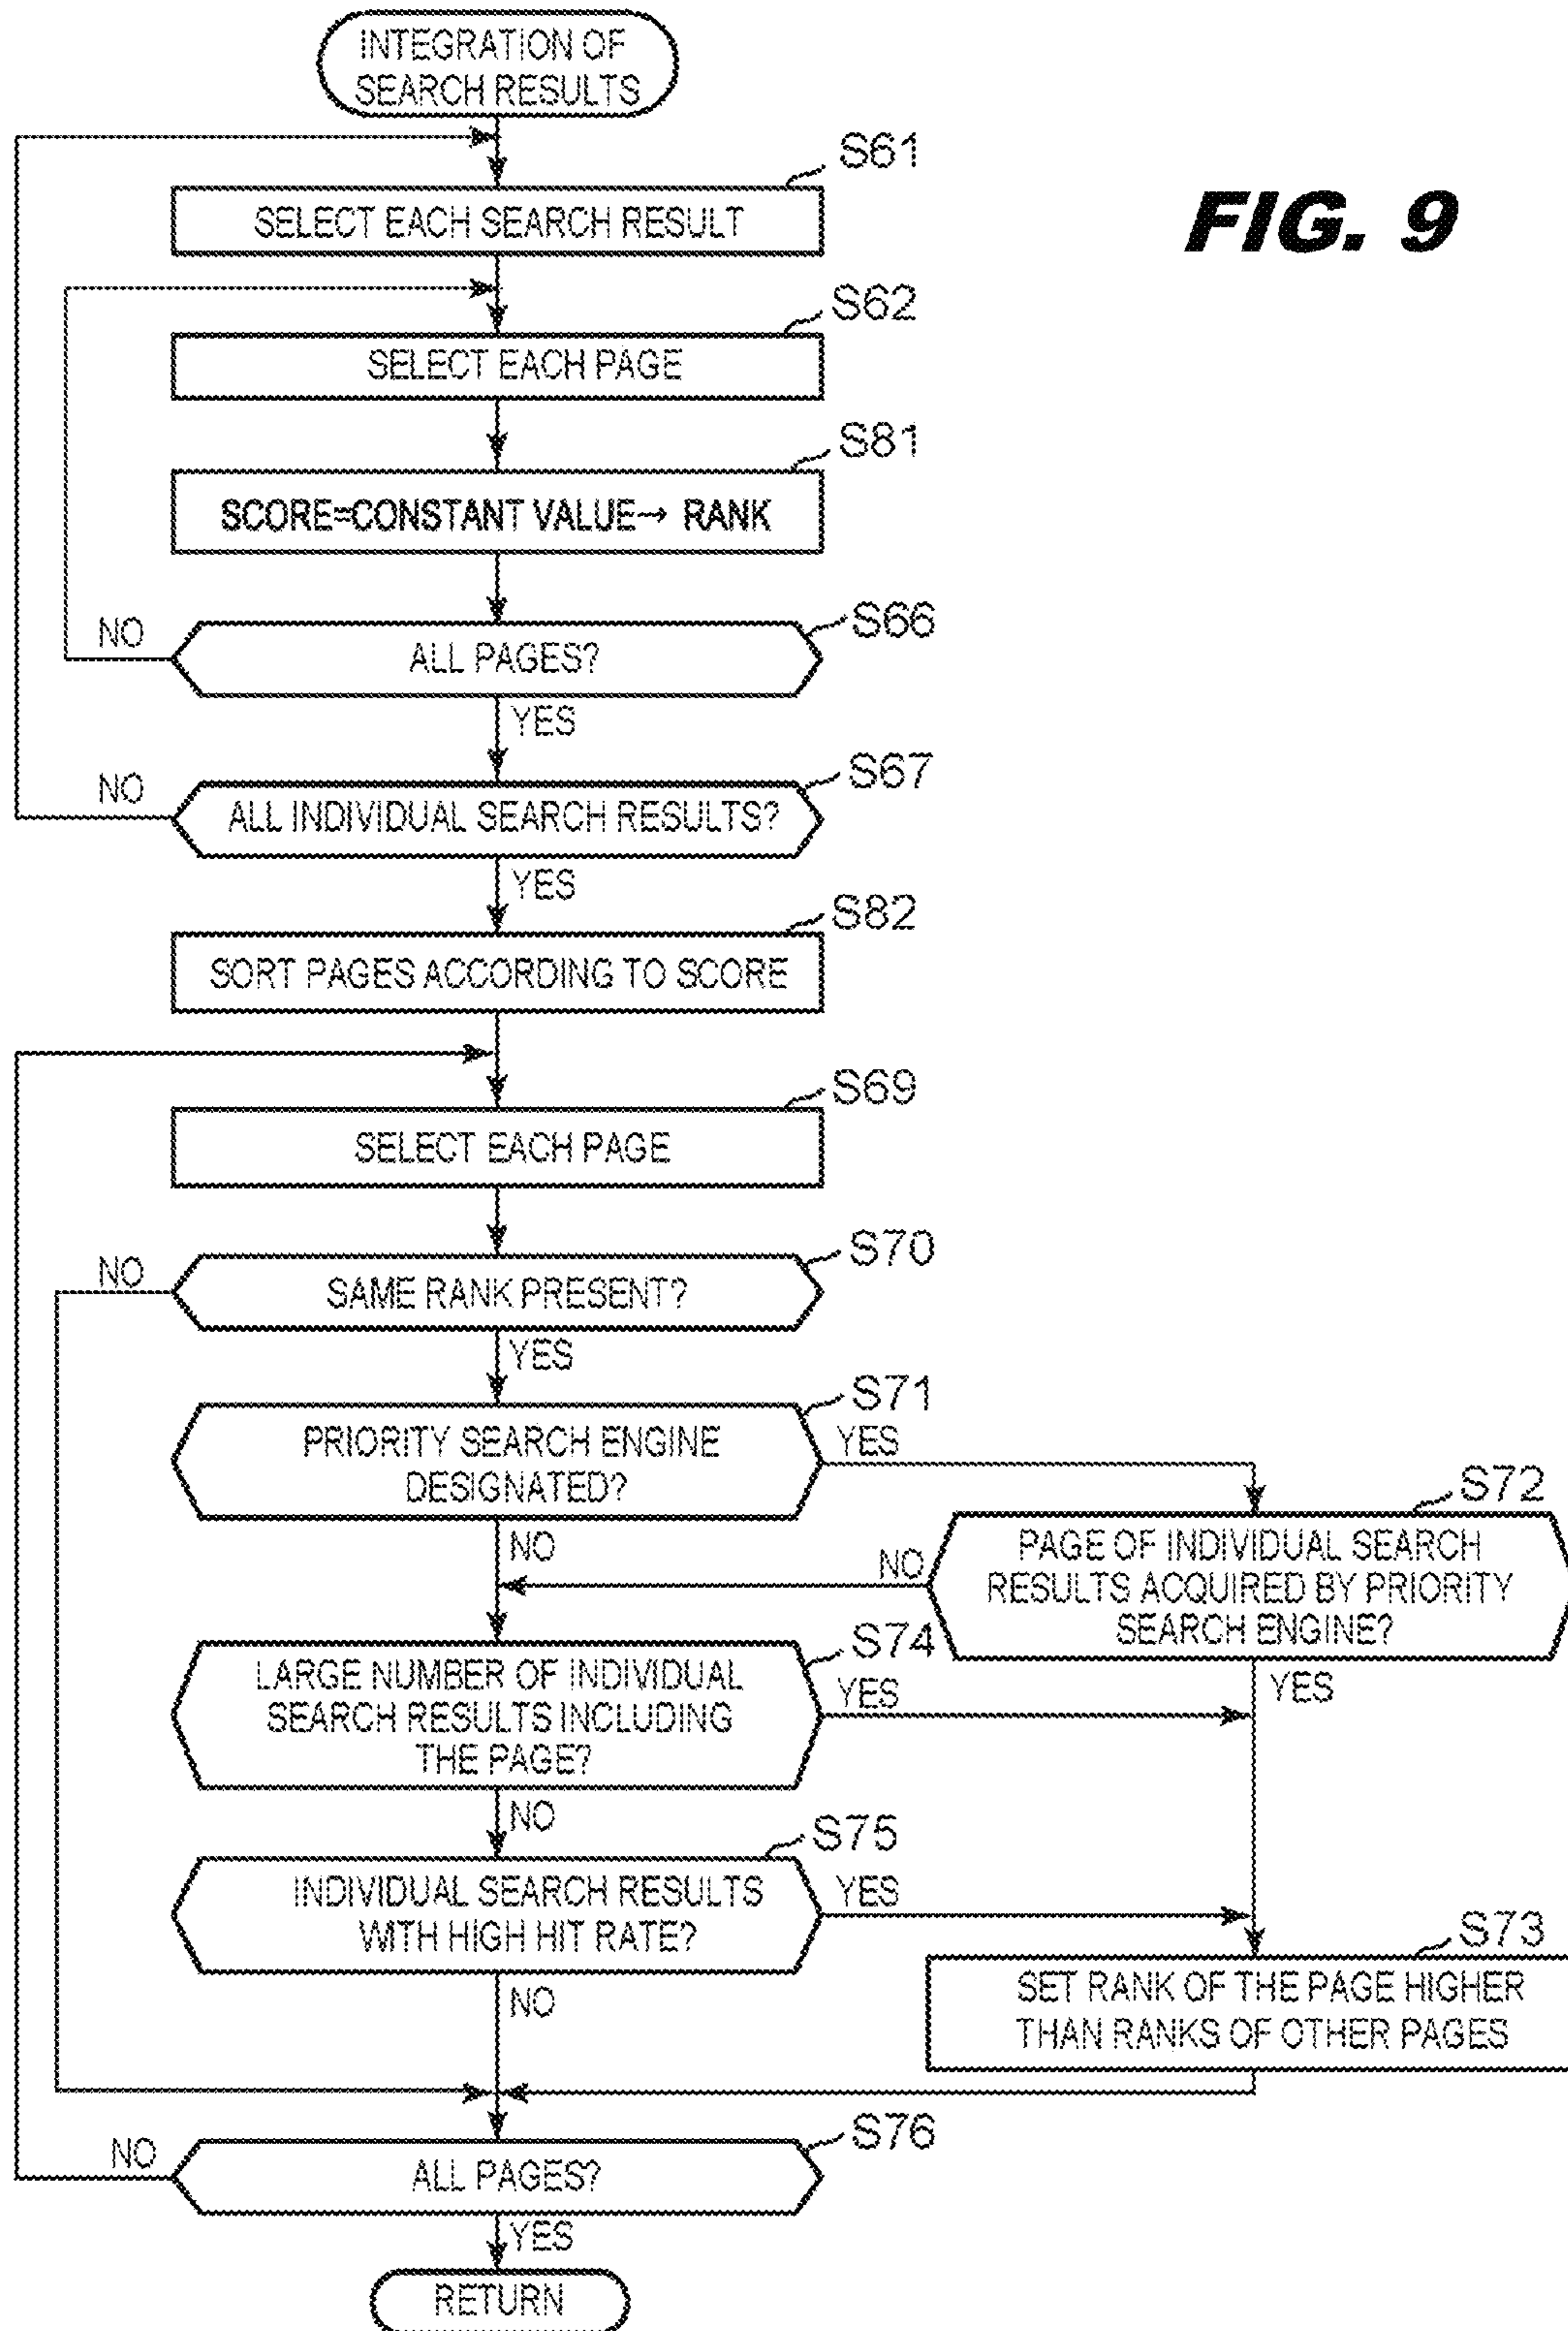 INTEGRATION OF
SEARCH RESULTS
FIG. 9
S61
SELECT EACH SEARCH RESULT
S62
SELECT EACH PAGE
S81
SCORE=CONSTANT VALUE→ RANK
S66
NO
ALL PAGES?
YES
S67
NO
ALL INDIVIDUAL SEARCH RESULTS?
YES
S82
SORT PAGES ACCORDING TO SCORE
S69
SELECT EACH PAGE
S70
NO
SAME RANK PRESENT?
YES
S71
PRIORITY SEARCH ENGINE
DESIGNATED?
YES
NO
S72
PAGE OF INDIVIDUAL SEARCH
RESULTS ACQUIRED BY PRIORITY
SEARCH ENGINE?
NO
YES
S74
LARGE NUMBER OF INDIVIDUAL
SEARCH RESULTS INCLUDING
THE PAGE?
YES
NO
S75
INDIVIDUAL SEARCH RESULTS
WITH HIGH HIT RATE?
YES
NO
S73
SET RANK OF THE PAGE HIGHER
THAN RANKS OF OTHER PAGES
S76
NO
ALL PAGES?
YES
RETURN